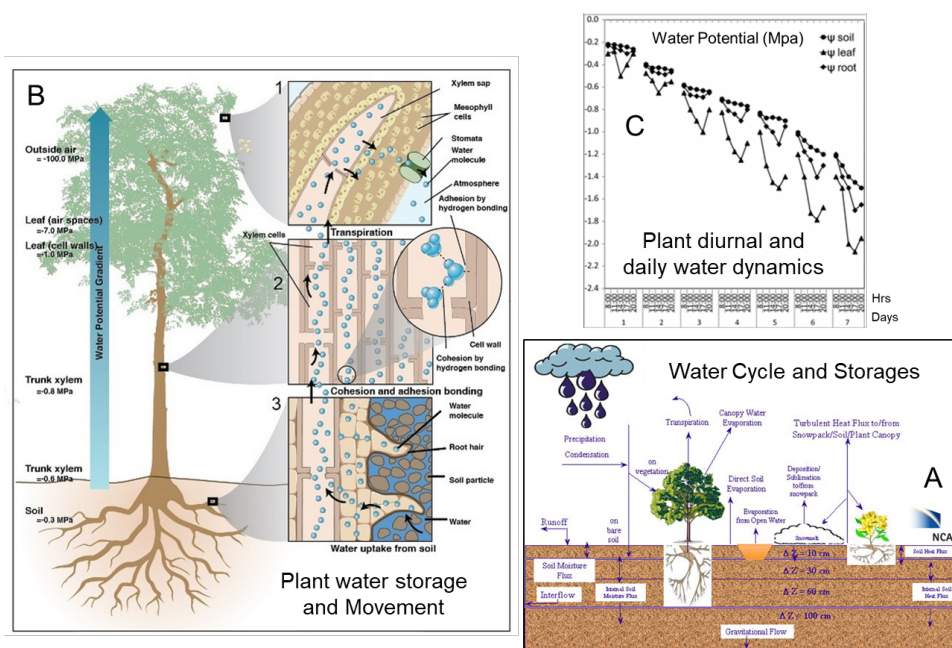 B
Outside air
= -100.0 MPa
Leaf (air spaces)
=-7.0 MPa
Leaf (cell walls)
=-1.0 MPa
Water Potential Gradient
Trunk xylem
=-0.8 MPa
Trunk xylem
=-0.6 MPa
Soil
=-0.3 MPa
1
Xylem sap
Mesophyll
cells
Stomata
Water
molecule
Atmosphere
Transpiration
Xylem cells
2
Adhesion by
hydrogen bonding
Cell wall
Cohesion by
hydrogen bonding
Cohesion and adhesion bonding
3
Water
molecule
Root hair
Soil particle
Water
Water uptake from soil
Plant water storage
and Movement
Water Potential (Mpa)
ψ soil
ψ leaf
ψ root
0.0
-0.2
-0.4
-0.6
-0.8
-1.0
-1.2
-1.4
-1.6
-1.8
-2.0
-2.2
-2.4
C
Plant diurnal and
daily water dynamics
Hrs
Days
1 2 3 4 5 6 7
Water Cycle and Storages
A
Precipitation
Condensation
Transpiration
Canopy Water
Evaporation
Turbulent Heat Flux to/from
Snowpack/Soil/Plant Canopy
on
vegetation
Direct Soil
Evaporation
Deposition/
Sublimation
to/from
snowpack
Evaporation
from Open Water
Runoff
on
bare
soil
Snowmelt
NCA
Δ Z = 10 cm
Soil Heat Flux
Soil Moisture
Flux
Δ Z = 30 cm
Internal Soil
Moisture Flux
Δ Z = 60 cm
Internal Soil
Heat Flux
Interflow
Δ Z = 100 cm
Gravitational Flow